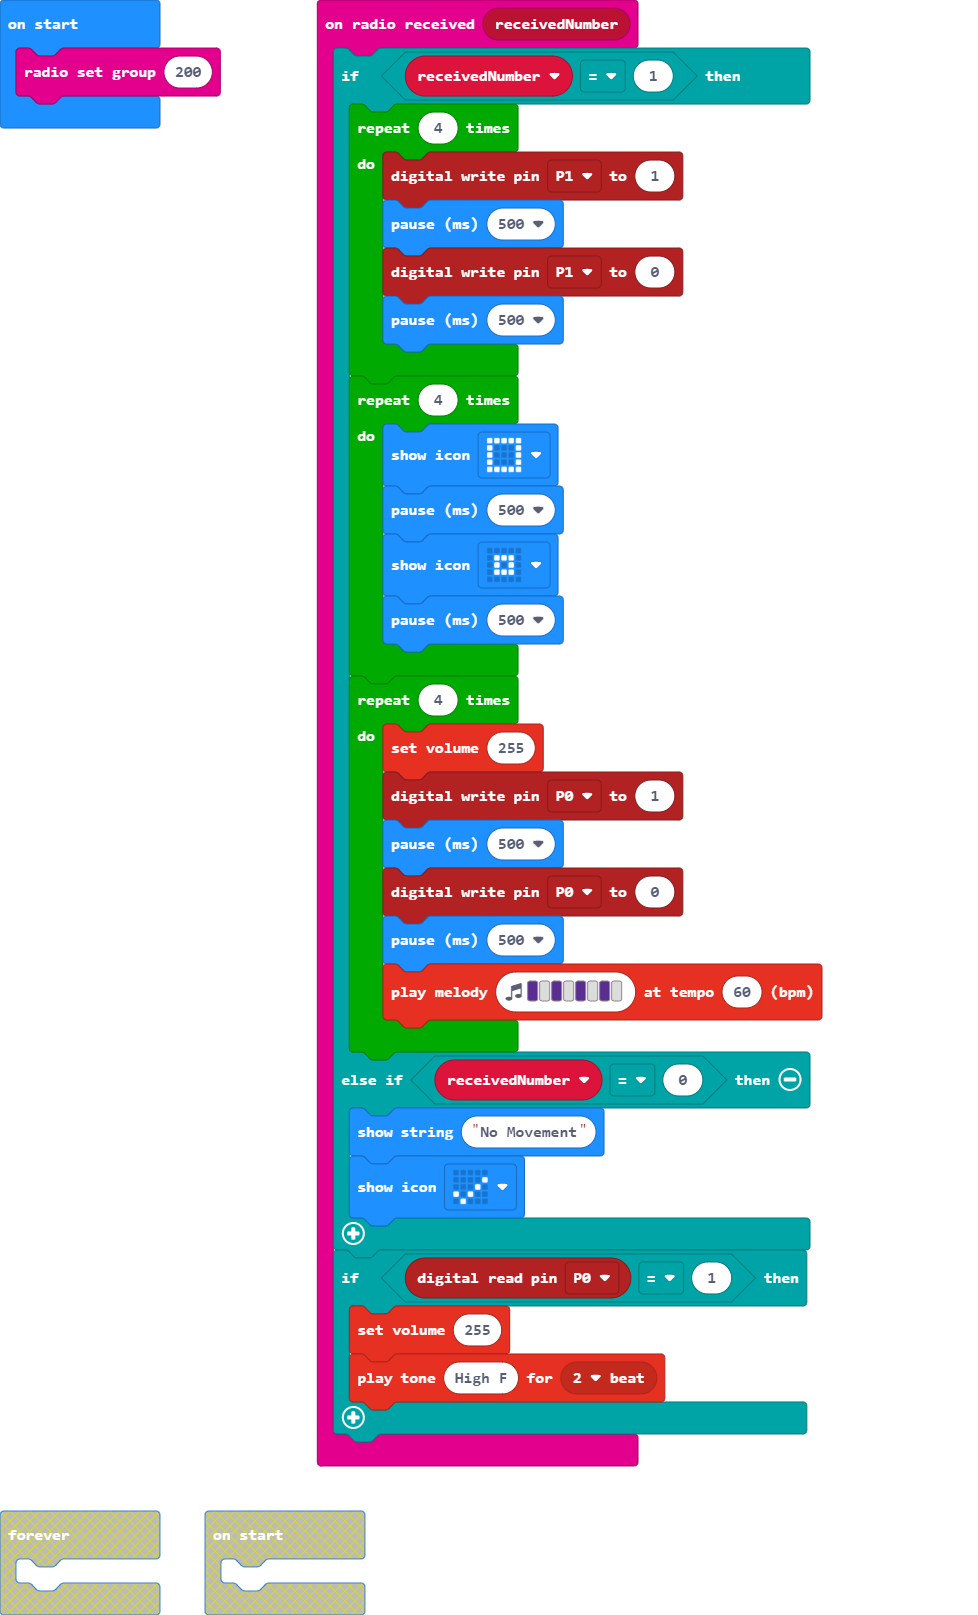 on start
radio set group 200
on radio received receivedNumber
if receivedNumber = 1 then
repeat 4 times
do
digital write pin P1 to 1
pause (ms) 500
digital write pin P1 to 0
pause (ms) 500
repeat 4 times
do
show icon
pause (ms) 500
show icon
pause (ms) 500
repeat 4 times
do
set volume 255
digital write pin P0 to 1
pause (ms) 500
digital write pin P0 to 0
pause (ms) 500
play melody at tempo 60 (bpm)
else if receivedNumber = 0 then
show string "No Movement"
show icon
if digital read pin P0 = 1 then
set volume 255
play tone High F for 2 beat
forever
on start